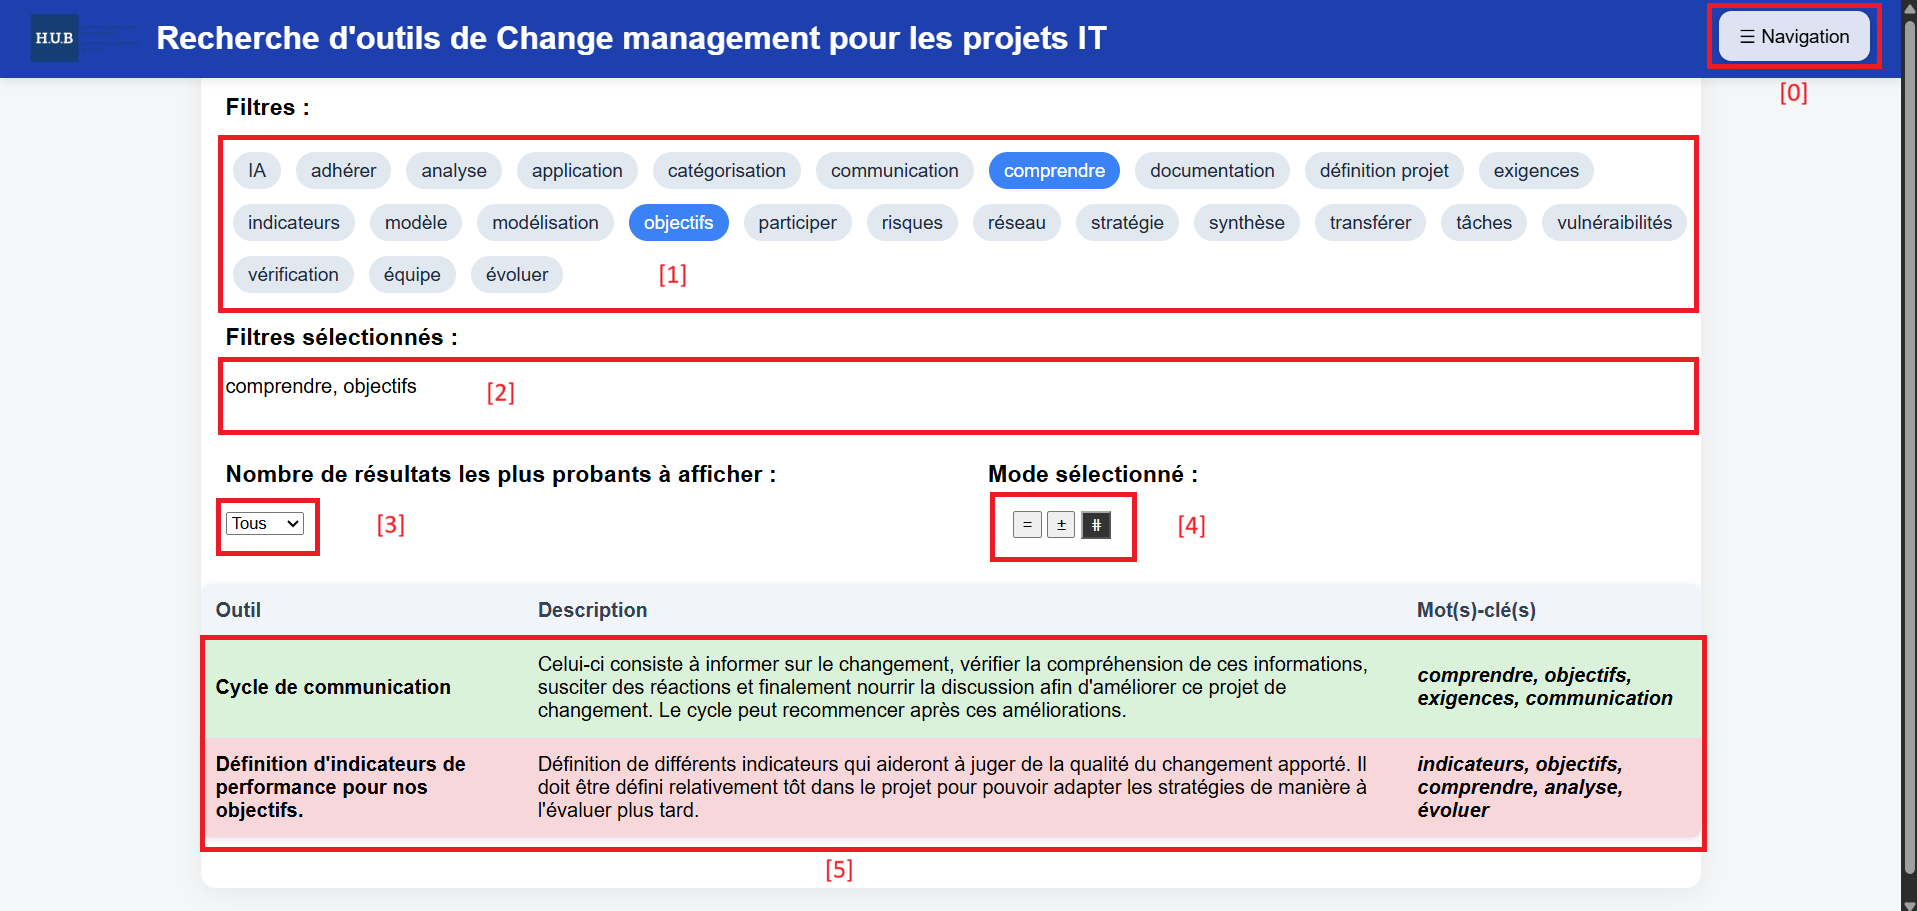 H.U.B
Recherche d'outils de Change management pour les projets IT
☰ Navigation
[0]
Filtres :
IA adhérer analyse application catégorisation communication comprendre documentation définition projet exigences
indicateurs modèle modélisation objectifs participer risques réseau stratégie synthèse transférer tâches vulnéraibilités
vérification équipe évoluer [1]
Filtres sélectionnés :
comprendre, objectifs [2]
Nombre de résultats les plus probants à afficher : Mode sélectionné :
Tous [3] = ± ⋕ [4]
Outil Description Mot(s)-clé(s)
Cycle de communication
Celui-ci consiste à informer sur le changement, vérifier la compréhension de ces informations,
susciter des réactions et finalement nourrir la discussion afin d'améliorer ce projet de
changement. Le cycle peut recommencer après ces améliorations.
comprendre, objectifs,
exigences, communication
Définition d'indicateurs de
performance pour nos
objectifs.
Définition de différents indicateurs qui aideront à juger de la qualité du changement apporté. Il
doit être défini relativement tôt dans le projet pour pouvoir adapter les stratégies de manière à
l'évaluer plus tard.
indicateurs, objectifs,
comprendre, analyse,
évoluer
[5]